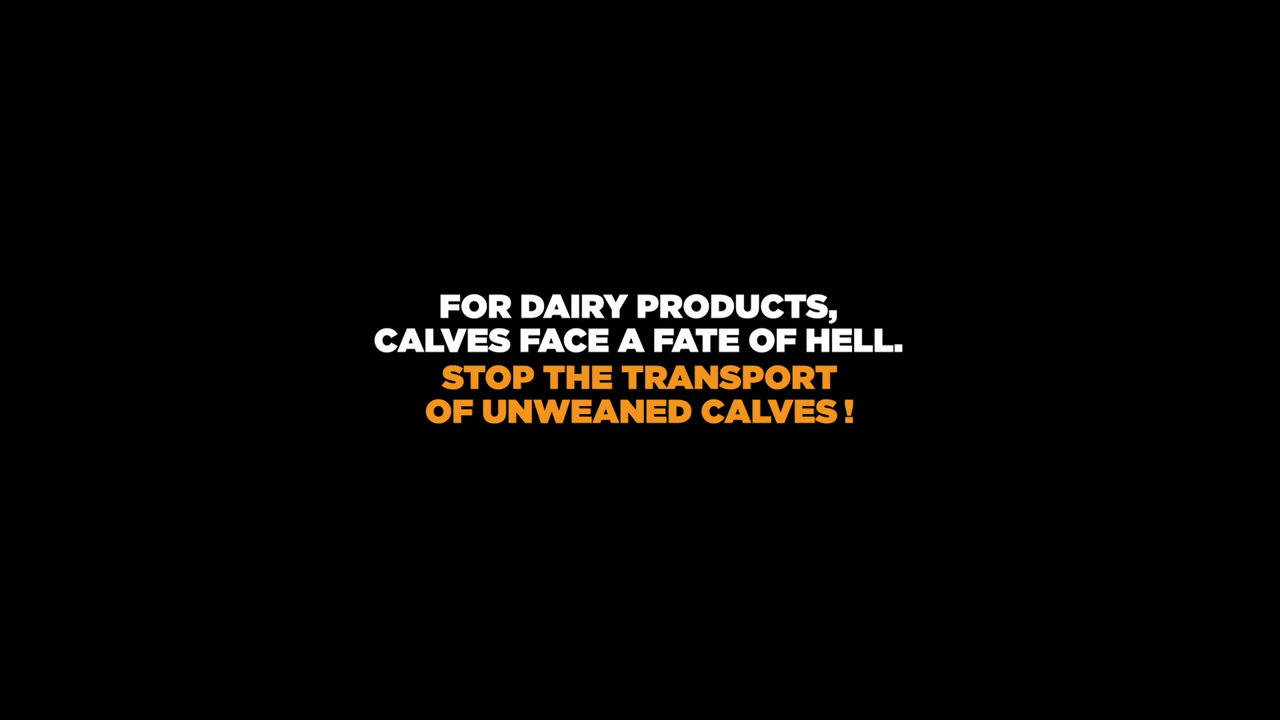 FOR DAIRY PRODUCTS,
CALVES FACE A FATE OF HELL.
STOP THE TRANSPORT
OF UNWEANED CALVES !